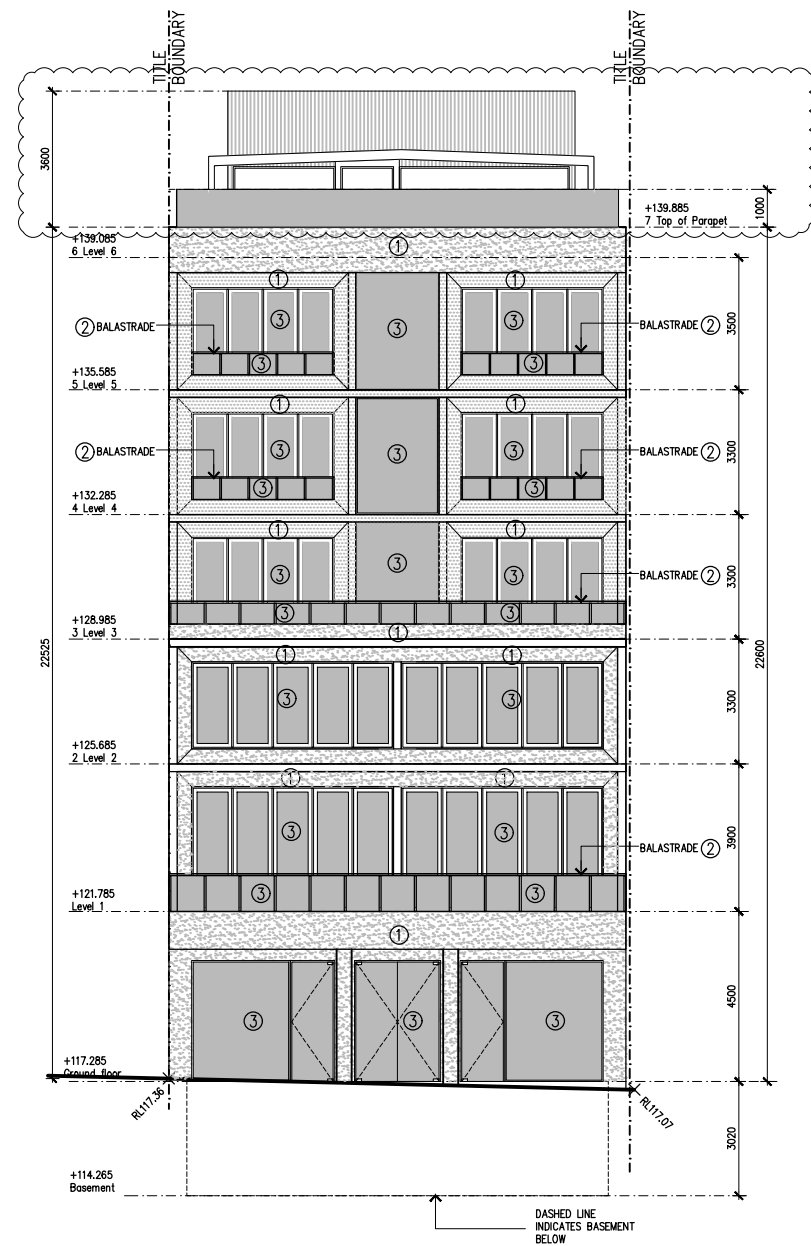 TITLE
BOUNDARY
TITLE
BOUNDARY
3600
1000
+139.885
7 Top of Parapet
+139.085
6 Level 6
1
1
1
3
3
3
2 BALASTRADE
BALASTRADE 2
3
3
3500
+135.585
5 Level 5
1
1
3
3
3
2 BALASTRADE
BALASTRADE 2
3
3
3300
+132.285
4 Level 4
1
1
3
3
3
BALASTRADE 2
3
3
3300
+128.985
3 Level 3
1
22525
22600
1
1
3
3
3300
+125.685
2 Level 2
1
1
3
3
BALASTRADE 2
3900
3
3
+121.785
Level 1
1
4500
3
3
3
+117.285
Ground floor
RL117.36
RL117.07
3020
+114.265
Basement
DASHED LINE
INDICATES BASEMENT
BELOW